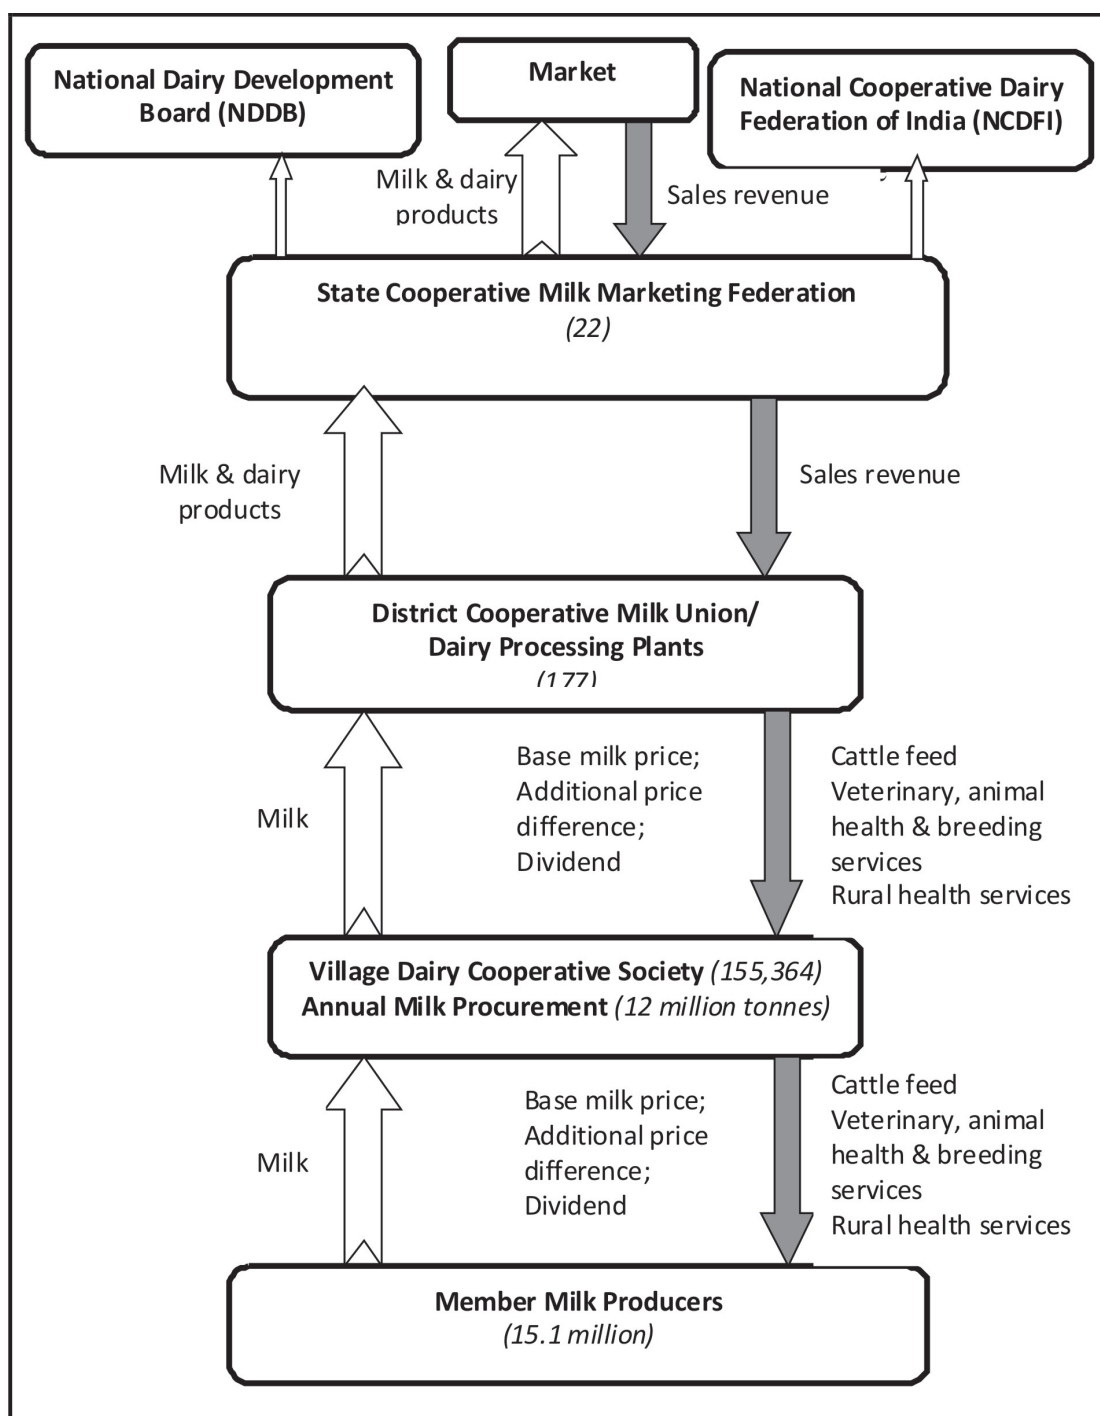 National Dairy Development
Board (NDDB)
Market
National Cooperative Dairy
Federation of India (NCDFI)
Milk & dairy
products
Sales revenue
State Cooperative Milk Marketing Federation
(22)
Milk & dairy
products
Sales revenue
District Cooperative Milk Union/
Dairy Processing Plants
(177)
Milk
Base milk price;
Additional price
difference;
Dividend
Cattle feed
Veterinary, animal
health & breeding
services
Rural health services
Village Dairy Cooperative Society (155,364)
Annual Milk Procurement (12 million tonnes)
Milk
Base milk price;
Additional price
difference;
Dividend
Cattle feed
Veterinary, animal
health & breeding
services
Rural health services
Member Milk Producers
(15.1 million)